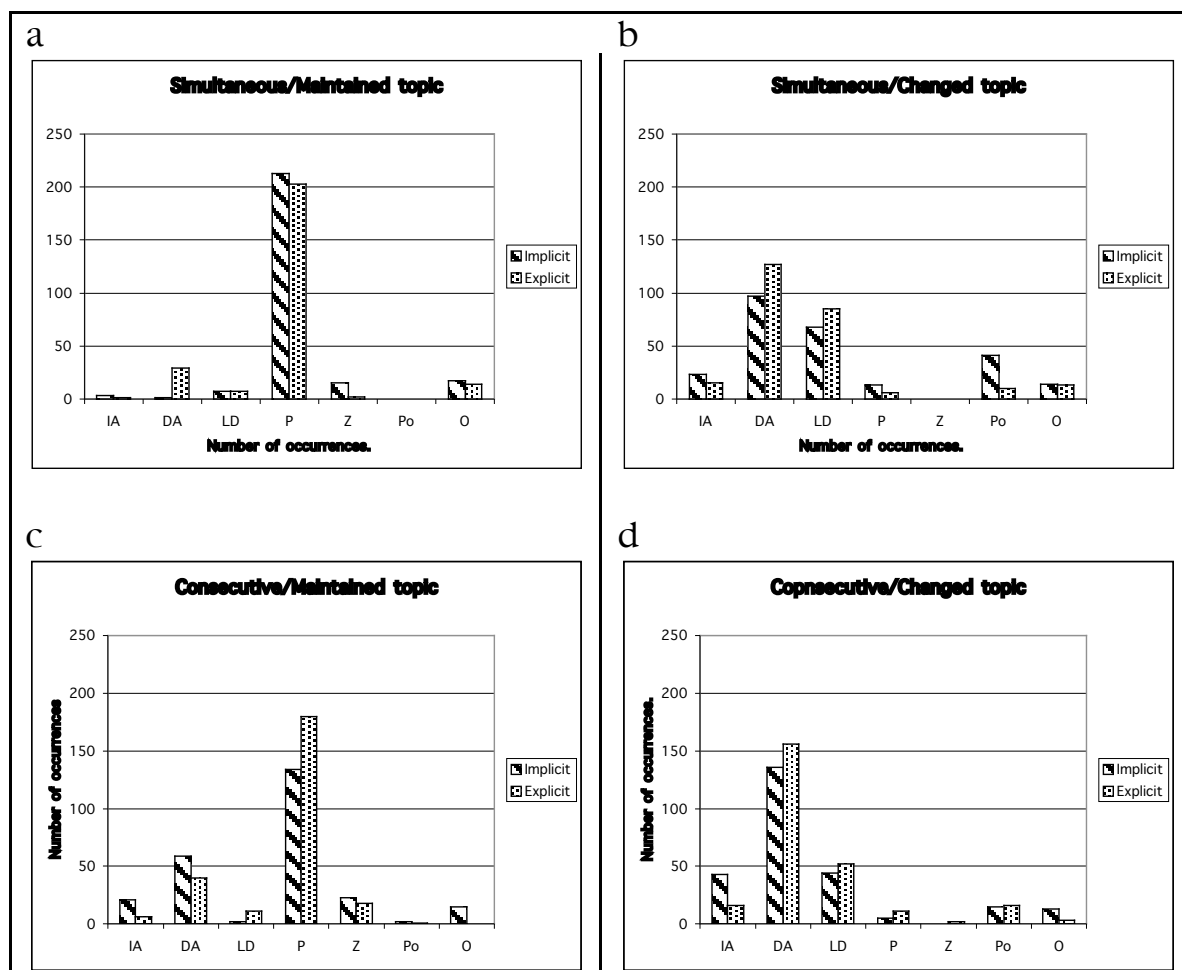 a
Simultaneous/Maintained topic
250
200
150
100
50
0
IA DA LD P Z Po O
Number of occurrences.
Implicit
Explicit
b
Simultaneous/Changed topic
250
200
150
100
50
0
IA DA LD P Z Po O
Number of occurrences.
Implicit
Explicit
c
Consecutive/Maintained topic
Number of occurrences
250
200
150
100
50
0
IA DA LD P Z Po O
Implicit
Explicit
d
Copnsecutive/Changed topic
Number of occurrences.
250
200
150
100
50
0
IA DA LD P Z Po O
Implicit
Explicit